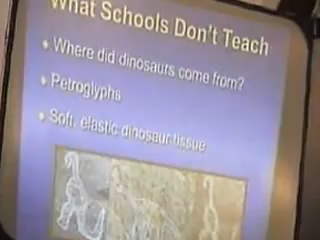 What Schools Don't Teach
Where did dinosaurs come from?
Petroglyphs
Soft, elastic dinosaur tissue